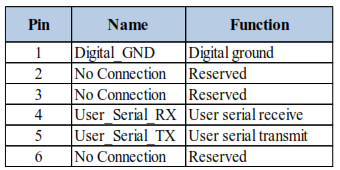 Pin Name Function
1 Digital_GND Digital ground
2 No Connection Reserved
3 No Connection Reserved
4 User_Serial_RX User serial receive
5 User_Serial_TX User serial transmit
6 No Connection Reserved